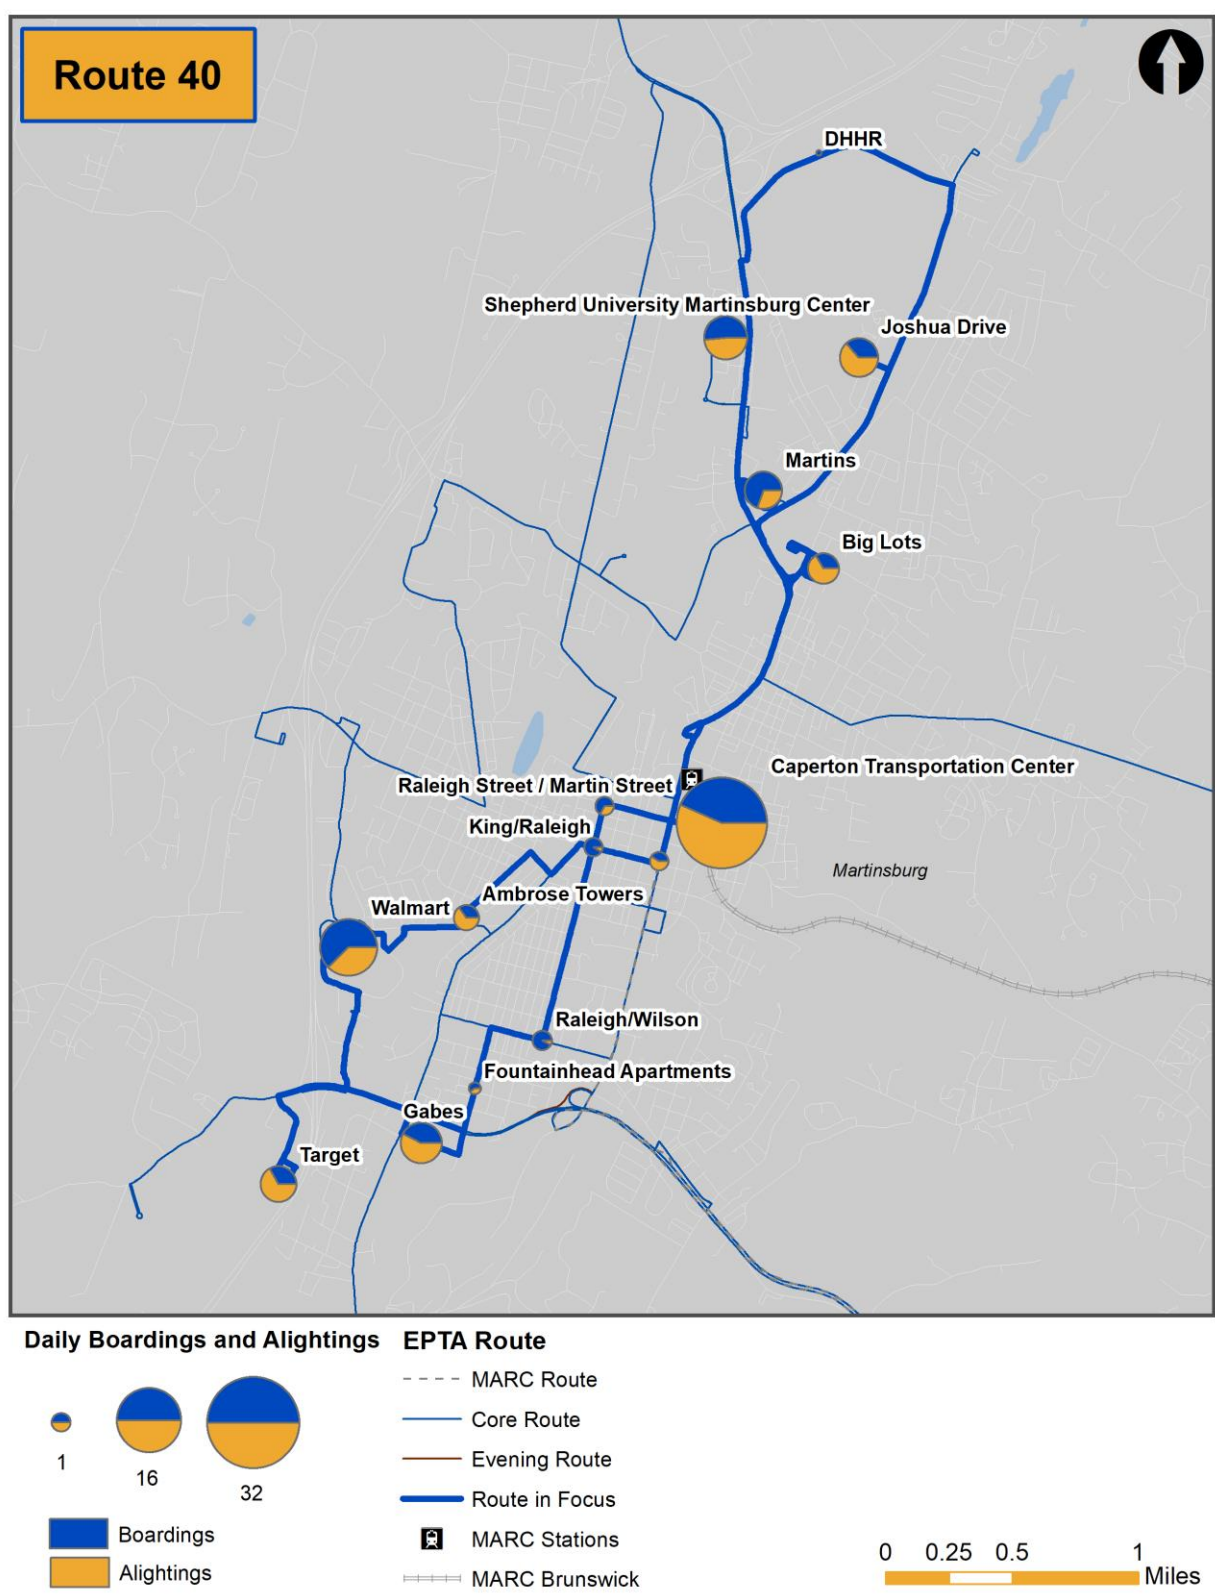 Route 40
DHHR
Shepherd University Martinsburg Center
Joshua Drive
Martins
Big Lots
Caperton Transportation Center
Raleigh Street / Martin Street
King/Raleigh
Martinsburg
Ambrose Towers
Walmart
Raleigh/Wilson
Fountainhead Apartments
Gabes
Target
Daily Boardings and Alightings
1
16
32
Boardings
Alightings
EPTA Route
MARC Route
Core Route
Evening Route
Route in Focus
MARC Stations
MARC Brunswick
0 0.25 0.5 1
Miles